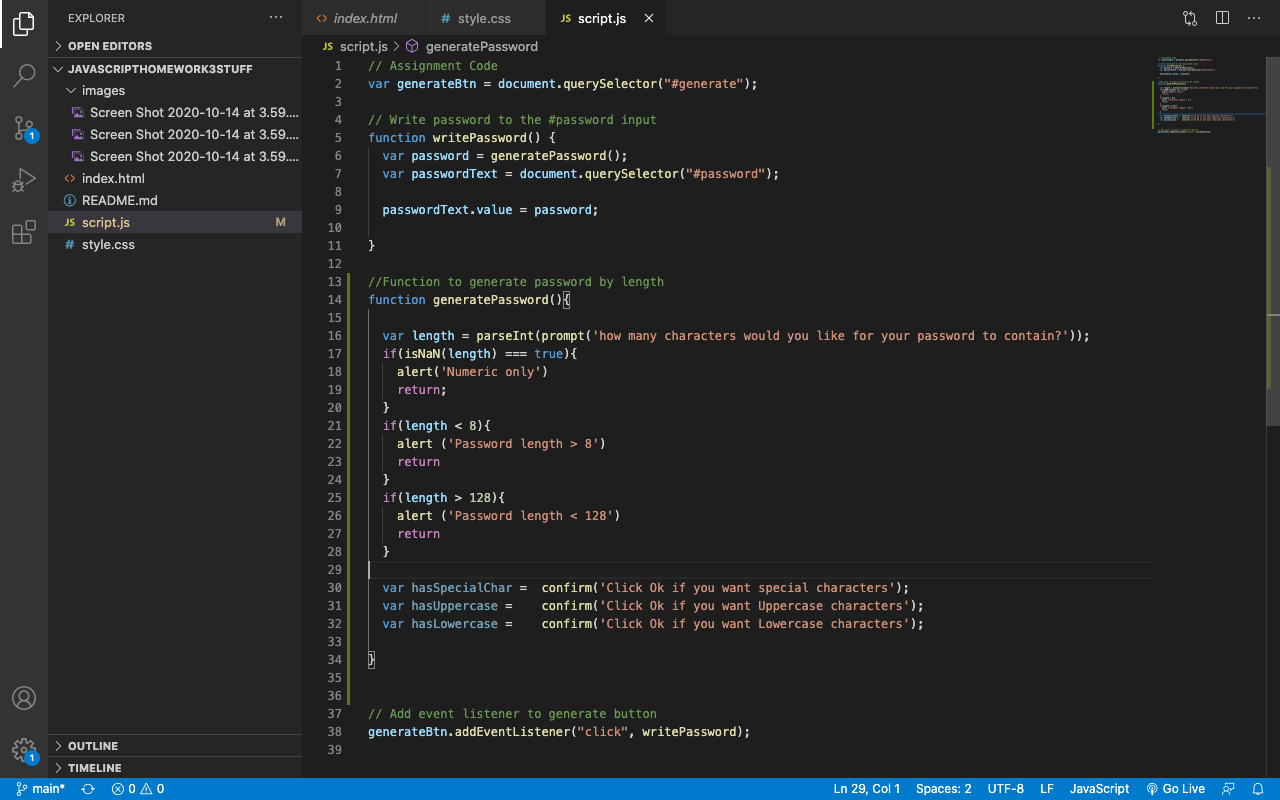 EXPLORER
OPEN EDITORS
JAVASCRIPTHOMEWORK3STUFF
images
Screen Shot 2020-10-14 at 3.59....
Screen Shot 2020-10-14 at 3.59....
Screen Shot 2020-10-14 at 3.59....
<> index.html
README.md
JS script.js M
# style.css
OUTLINE
TIMELINE
1
1
<> index.html # style.css JS script.js
JS script.js > generatePassword
1 // Assignment Code
2 var generateBtn = document.querySelector("#generate");
3
4 // Write password to the #password input
5 function writePassword() {
6 var password = generatePassword();
7 var passwordText = document.querySelector("#password");
8
9 passwordText.value = password;
10
11 }
12
13 //Function to generate password by length
14 function generatePassword(){
15
16 var length = parseInt(prompt('how many characters would you like for your password to contain?'));
17 if(isNaN(length) === true){
18 alert('Numeric only')
19 return;
20 }
21 if(length < 8){
22 alert ('Password length > 8')
23 return
24 }
25 if(length > 128){
26 alert ('Password length < 128')
27 return
28 }
29
30 var hasSpecialChar = confirm('Click Ok if you want special characters');
31 var hasUppercase = confirm('Click Ok if you want Uppercase characters');
32 var hasLowercase = confirm('Click Ok if you want Lowercase characters');
33
34 }
35
36
37 // Add event listener to generate button
38 generateBtn.addEventListener("click", writePassword);
39
main* 0 0 Ln 29, Col 1 Spaces: 2 UTF-8 LF JavaScript Go Live